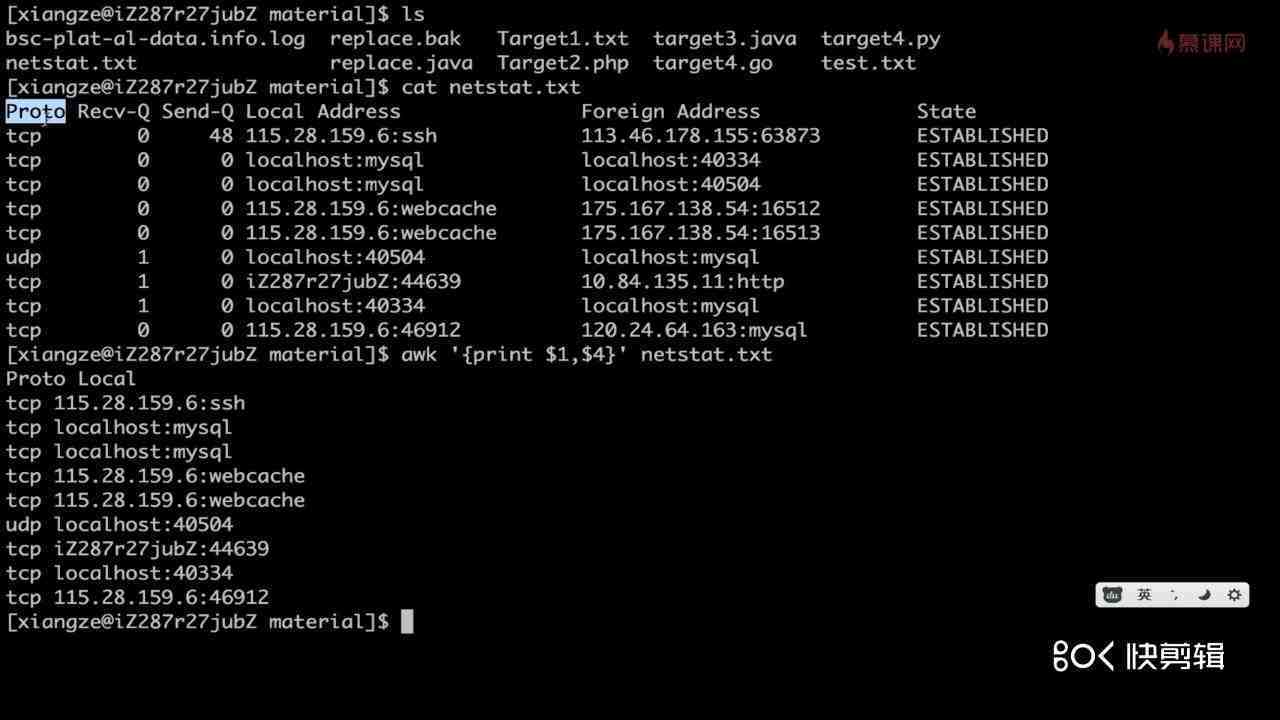 [xiangze@iZ287r27jubZ material]$ ls
bsc-plat-al-data.info.log  replace.bak   Target1.txt  target3.java  target4.py
netstat.txt                replace.java  Target2.php  target4.go    test.txt
[xiangze@iZ287r27jubZ material]$ cat netstat.txt
Proto Recv-Q Send-Q Local Address               Foreign Address             State
tcp        0     48 115.28.159.6:ssh            113.46.178.155:63873        ESTABLISHED
tcp        0      0 localhost:mysql             localhost:40334             ESTABLISHED
tcp        0      0 localhost:mysql             localhost:40504             ESTABLISHED
tcp        0      0 115.28.159.6:webcache       175.167.138.54:16512        ESTABLISHED
tcp        0      0 115.28.159.6:webcache       175.167.138.54:16513        ESTABLISHED
udp        1      0 localhost:40504             localhost:mysql             ESTABLISHED
tcp        1      0 iZ287r27jubZ:44639          10.84.135.11:http           ESTABLISHED
tcp        1      0 localhost:40334             localhost:mysql             ESTABLISHED
tcp        0      0 115.28.159.6:46912          120.24.64.163:mysql         ESTABLISHED
[xiangze@iZ287r27jubZ material]$ awk '{print $1,$4}' netstat.txt
Proto Local
tcp 115.28.159.6:ssh
tcp localhost:mysql
tcp localhost:mysql
tcp 115.28.159.6:webcache
tcp 115.28.159.6:webcache
udp localhost:40504
tcp iZ287r27jubZ:44639
tcp localhost:40334
tcp 115.28.159.6:46912
[xiangze@iZ287r27jubZ material]$
慕课网
du 英
快剪辑